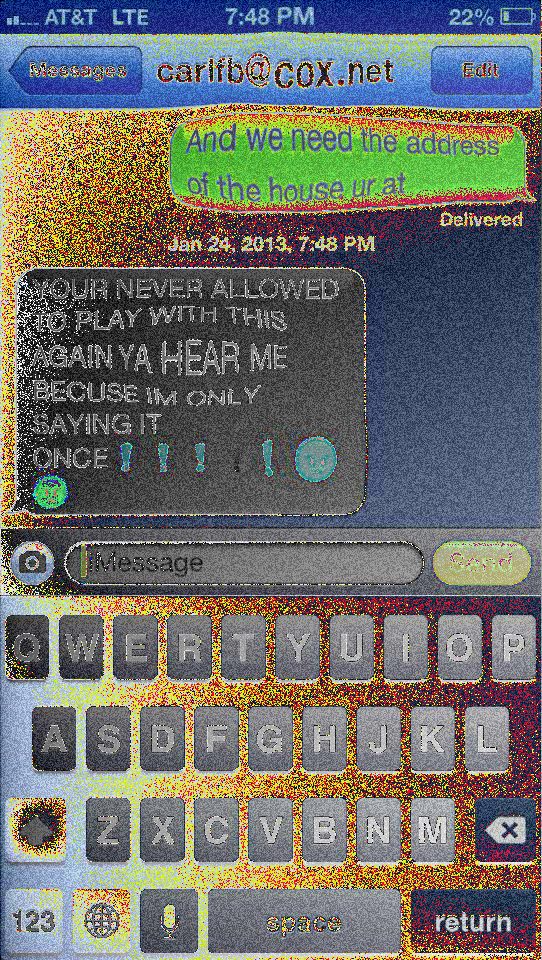 AT&T LTE 7:48 PM 22%
Messages carifb@cox.net Edit
And we need the address
of the house ur at
Delivered
Jan 24, 2013, 7:48 PM
YOUR NEVER ALLOWED
TO PLAY WITH THIS
AGAIN YA HEAR ME
BECUSE IM ONLY
SAYING IT
ONCE❗❗❗❗❗
iMessage Send
Q W E R T Y U I O P
A S D F G H J K L
Z X C V B N M
123 space return